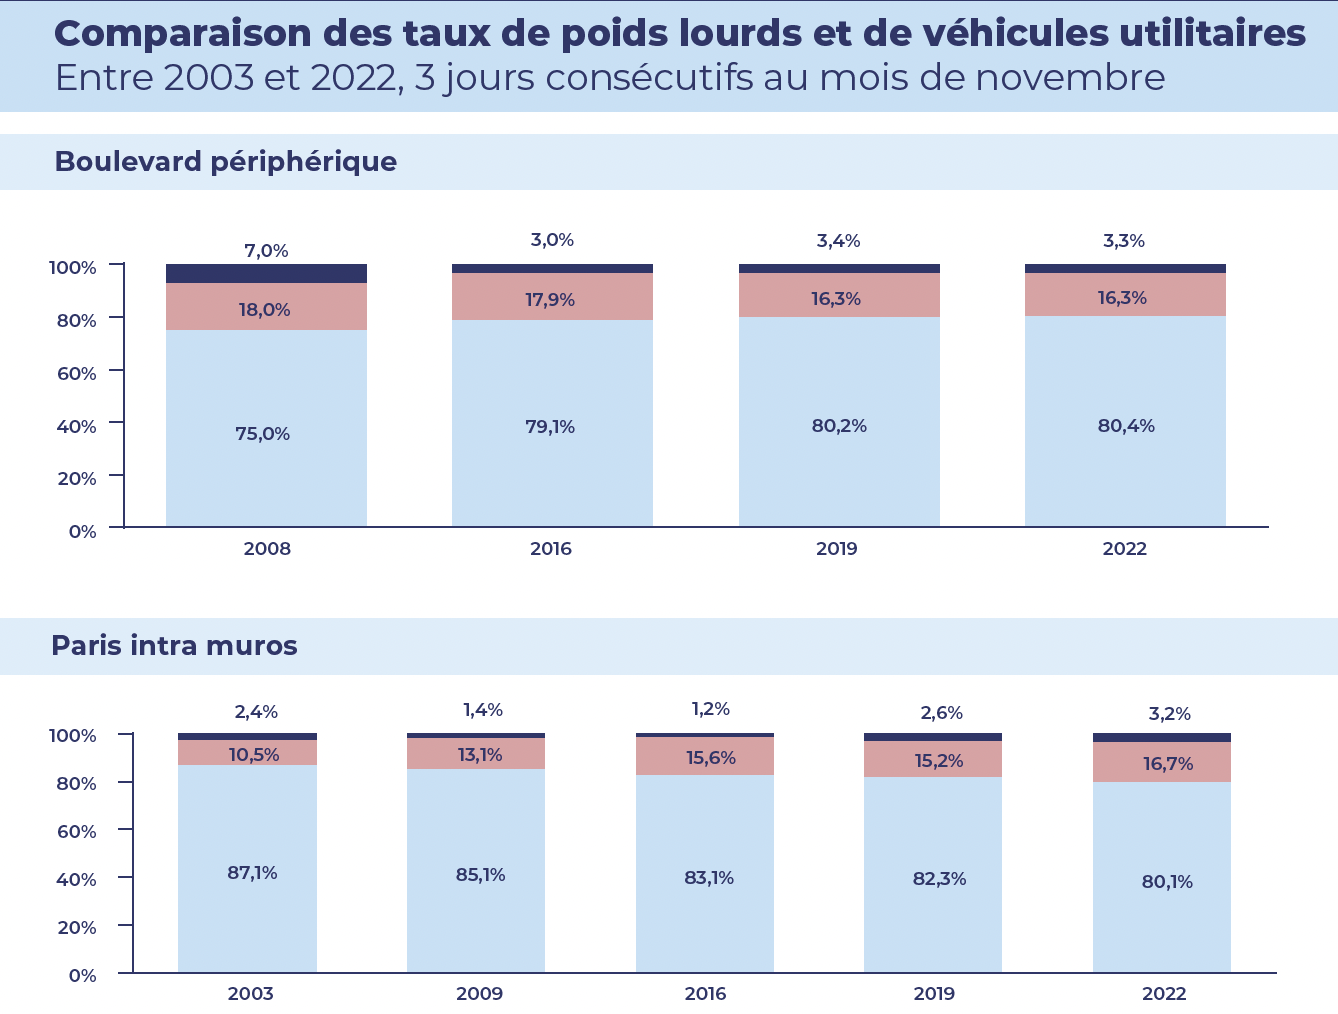 Comparaison des taux de poids lourds et de véhicules utilitaires
Entre 2003 et 2022, 3 jours consécutifs au mois de novembre
Boulevard périphérique
7,0% 3,0% 3,4% 3,3%
100%
18,0% 17,9% 16,3% 16,3%
80%
60%
40%
75,0% 79,1% 80,2% 80,4%
20%
0%
2008 2016 2019 2022
Paris intra muros
2,4% 1,4% 1,2% 2,6% 3,2%
100%
10,5% 13,1% 15,6% 15,2% 16,7%
80%
60%
40%
87,1% 85,1% 83,1% 82,3% 80,1%
20%
0%
2003 2009 2016 2019 2022